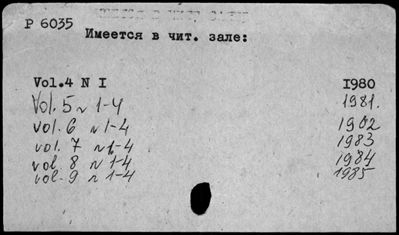 Р 6035
Имеется в чит. зале:
Vol.4 N I 1980
Vol. 5 N 1-4 1981.
vol. 6 N 1-4 1982
vol. 7 N 1-4 1983
vol 8 N 1-4 1984
vol. 9 N 1-4 1985